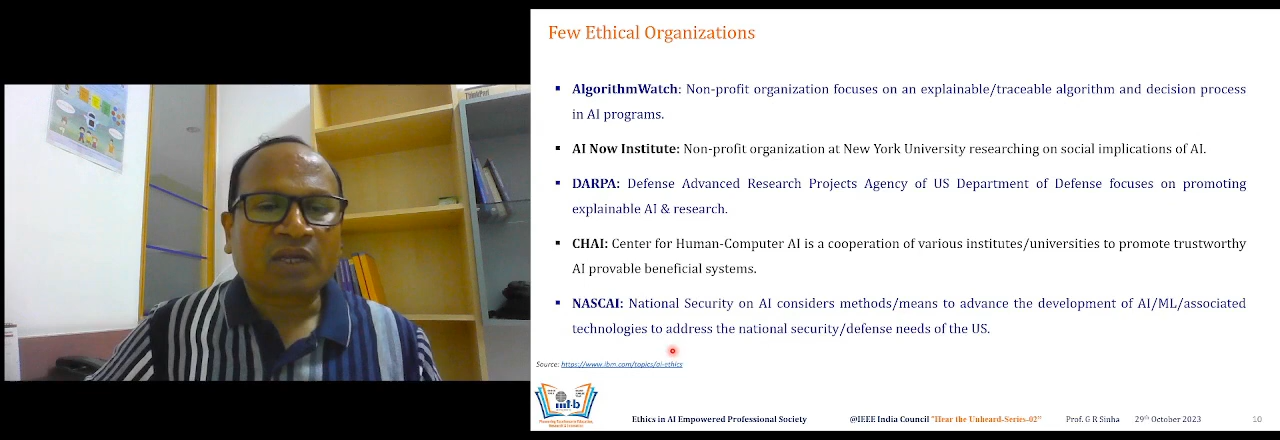 Few Ethical Organizations
▪ AlgorithmWatch: Non-profit organization focuses on an explainable/traceable algorithm and decision process
in AI programs.
▪ AI Now Institute: Non-profit organization at New York University researching on social implications of AI.
▪ DARPA: Defense Advanced Research Projects Agency of US Department of Defense focuses on promoting
explainable AI & research.
▪ CHAI: Center for Human-Computer AI is a cooperation of various institutes/universities to promote trustworthy
AI provable beneficial systems.
▪ NASCAI: National Security on AI considers methods/means to advance the development of AI/ML/associated
technologies to address the national security/defense needs of the US.
Source: https://www.ibm.com/topics/ai-ethics
Ethics in AI Empowered Professional Society @IEEE India Council "Hear the Unheard-Series-02" Prof. G R Sinha 29th October 2023 10